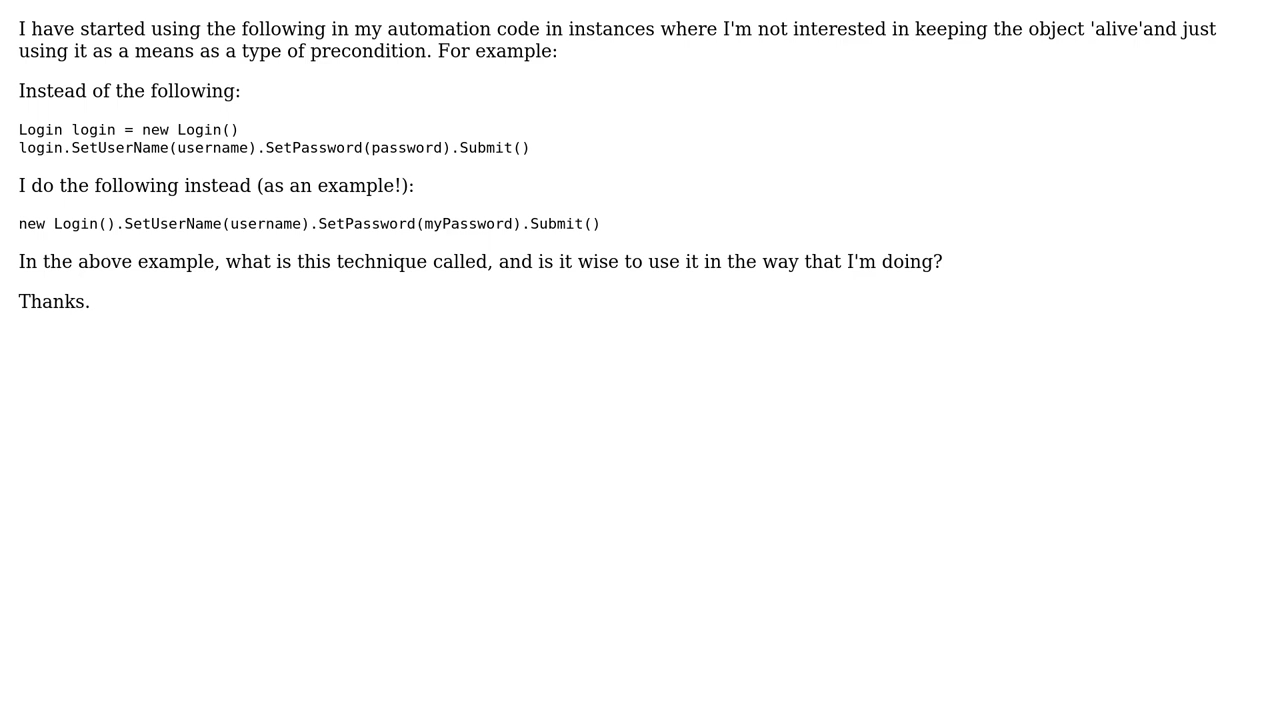 I have started using the following in my automation code in instances where I'm not interested in keeping the object 'alive'and just
using it as a means as a type of precondition. For example:
Instead of the following:
Login login = new Login()
login.SetUserName(username).SetPassword(password).Submit()
I do the following instead (as an example!):
new Login().SetUserName(username).SetPassword(myPassword).Submit()
In the above example, what is this technique called, and is it wise to use it in the way that I'm doing?
Thanks.